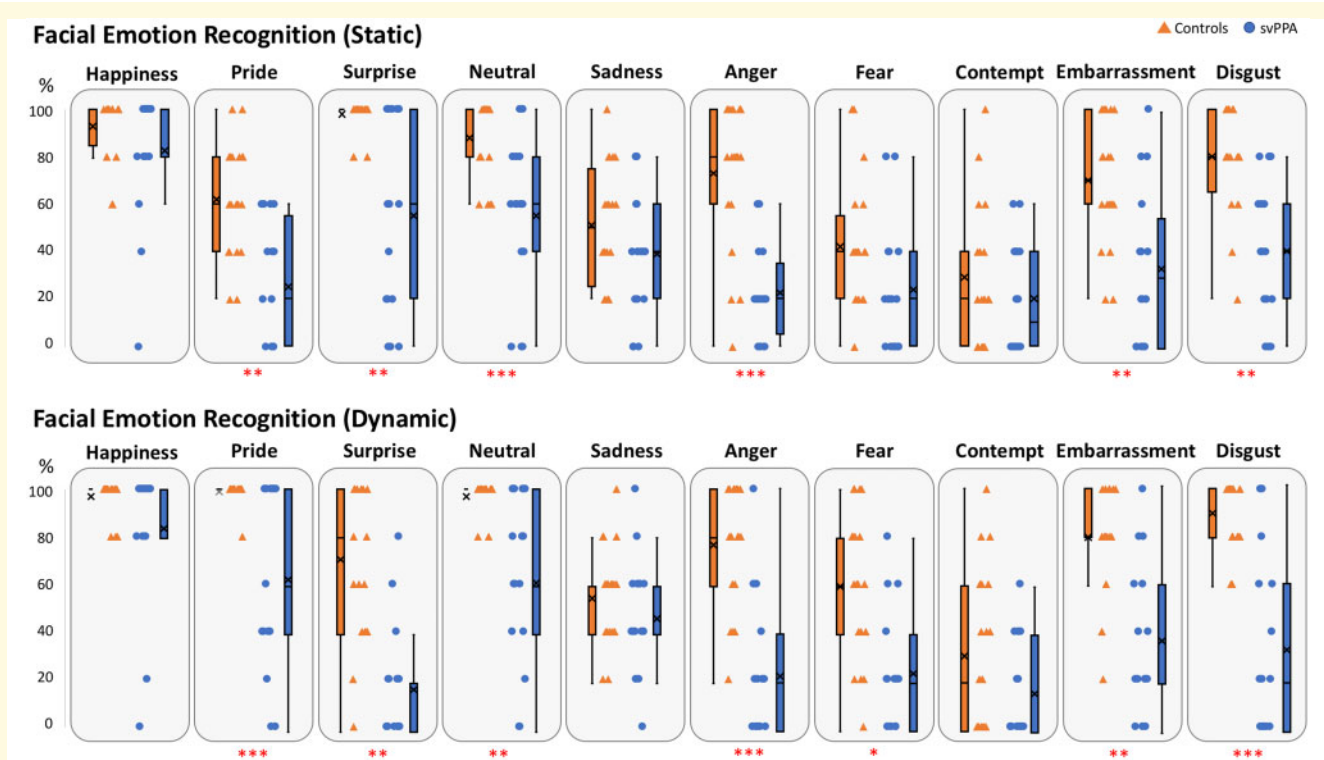 Facial Emotion Recognition (Static)
Controls svPPA
Happiness Pride Surprise Neutral Sadness Anger Fear Contempt Embarrassment Disgust
%
100
80
60
40
20
0
** ** *** *** ** **
Facial Emotion Recognition (Dynamic)
Happiness Pride Surprise Neutral Sadness Anger Fear Contempt Embarrassment Disgust
%
100
80
60
40
20
0
*** ** ** *** * ** ***